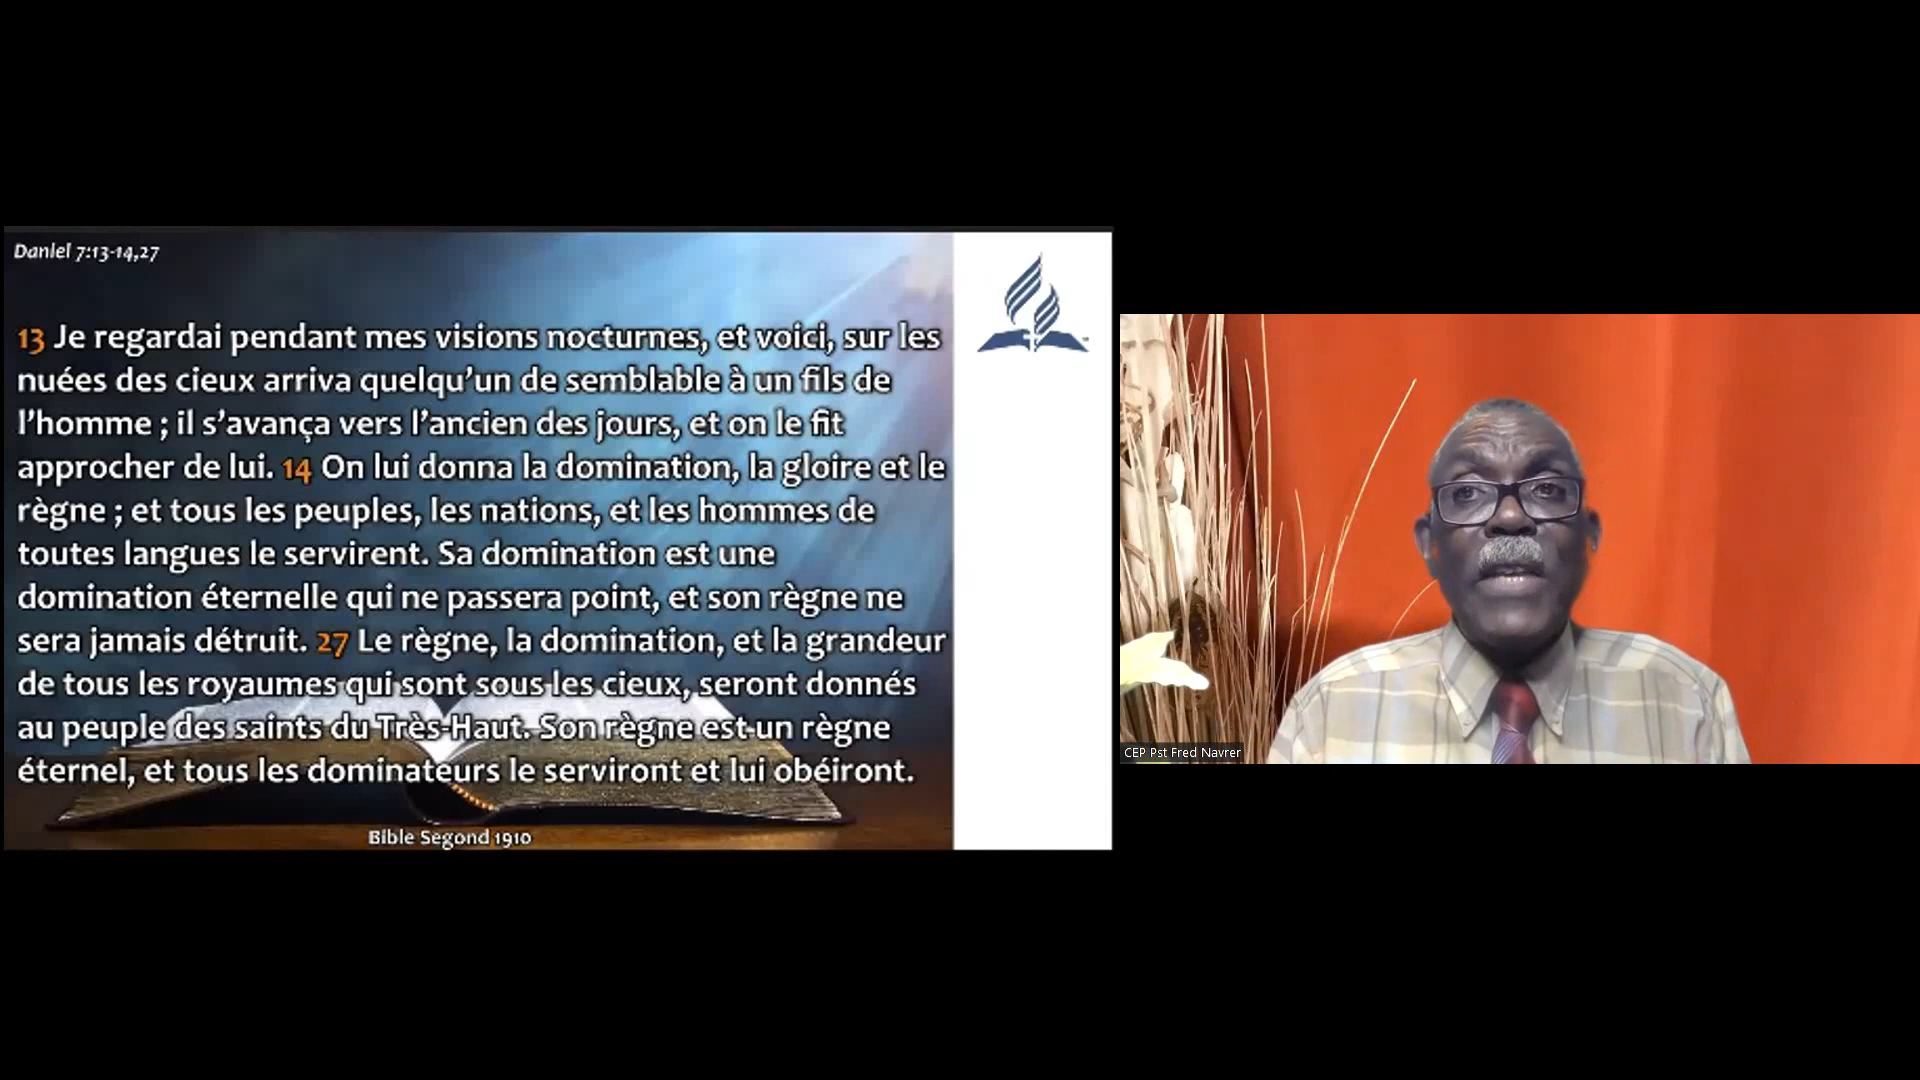 Daniel 7:13-14,27
13 Je regardai pendant mes visions nocturnes, et voici, sur les
nuées des cieux arriva quelqu’un de semblable à un fils de
l’homme ; il s’avança vers l’ancien des jours, et on le fit
approcher de lui. 14 On lui donna la domination, la gloire et le
règne ; et tous les peuples, les nations, et les hommes de
toutes langues le servirent. Sa domination est une
domination éternelle qui ne passera point, et son règne ne
sera jamais détruit. 27 Le règne, la domination, et la grandeur
de tous les royaumes qui sont sous les cieux, seront donnés
au peuple des saints du Très-Haut. Son règne est un règne
éternel, et tous les dominateurs le serviront et lui obéiront.
Bible Segond 1910
CEP Pst Fred Navrer